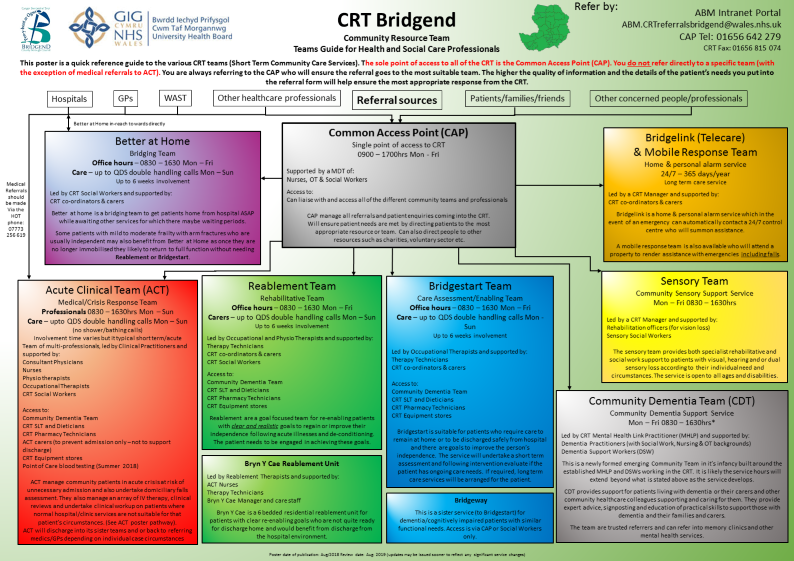 BRIDGEND
GIG
CYMRU
NHS
WALES
Bwrdd Iechyd Prifysgol
Cwm Taf Morgannwg
University Health Board
CRT Bridgend
Community Resource Team
Teams Guide for Health and Social Care Professionals
Refer by:
ABM Intranet Portal
ABM.CRTreferralsbridgend@wales.nhs.uk
CAP Tel: 01656 642 279
CRT Fax: 01656 815 074
This poster is a quick reference guide to the various CRT teams (Short Term Community Care Services). The sole point of access to all of the CRT is the Common Access Point (CAP). You do not refer directly to a specific team (with
the exception of medical referrals to ACT). You are always referring to the CAP who will ensure the referral goes to the most suitable team. The higher the quality of information and the details of the patient's needs you put into
the referral form will help ensure the most appropriate response from the CRT.
Hospitals
GPs
WAST
Other healthcare professionals
Referral sources
Patients/families/friends
Other concerned people/professionals
Better at Home in-reach towards directly
Medical
Referrals
should
be made
Via the
HOT
phone:
07773
256 619
Better at Home
Bridging Team
Office hours – 0830 – 1630 Mon – Fri
Care – up to QDS double handling calls Mon – Sun
Up to 6 weeks involvement
Led by CRT Social Workers and supported by:
CRT co-ordinators & carers
Better at home is a bridging team to get patients home from hospital ASAP
while awaiting other services for which there maybe waiting periods.
Some patients with mild to moderate frailty with arm fractures who are
usually independent may also benefit from Better at Home as once they are
no longer immobilised they likely to return to full function without needing
Reablement or Bridgestart.
Common Access Point (CAP)
Single point of access to CRT
0900 – 1700hrs Mon - Fri
Supported by a MDT of:
Nurses, OT & Social Workers
Access to:
Can liaise with and access all of the different community teams and professionals
CAP manage all referrals and patient enquiries coming into the CRT.
Will ensure patient needs are met by directing patients to the most
appropriate resource or team. Can also direct people to other
resources such as charities, voluntary sector etc.
Bridgelink (Telecare)
& Mobile Response Team
Home & personal alarm service
24/7 – 365 days/year
Long term care service
Led by a CRT Manager and supported by:
CRT co-ordinators & carers
Bridgelink is a home & personal alarm service which in the
event of an emergency can automatically contact a 24/7 control
centre who will summon assistance.
A mobile response team is also available who will attend a
property to render assistance with emergencies including falls
Acute Clinical Team (ACT)
Medical/Crisis Response Team
Professionals 0830 – 1630hrs Mon – Sun
Care – upto QDS double handling calls Mon – Sun
(no shower/bathing calls)
Involvement time varies but it typical short term/acute
Team of multi-professionals, led by Clinical Practitioners and
supported by:
Consultant Physicians
Nurses
Physiotherapists
Occupational Therapists
CRT Social Workers
Access to:
Community Dementia Team
CRT SLT and Dieticians
CRT Pharmacy Technicians
ACT carers (to prevent admission only – not to support
discharge)
CRT Equipment stores
Point of Care blood testing (Summer 2018)
ACT manage community patients in acute crisis at risk of
unnecessary admission and also undertake domiciliary falls
assessment. They also manage an array of IV therapy, clinical
reviews and undertake clinical workup on patients where
normal hospital/clinic services are not suitable for that
patient's circumstances. (See ACT poster pathway).
ACT will discharge into its sister teams and or back to referring
medics/GPs depending on individual case circumstances
Reablement Team
Rehabilitative Team
Office hours – 0830 - 1630 Mon – Fri
Carers – up to QDS double handling calls Mon – Sun
Up to 6 weeks Involvement
Led by Occupational and Physio Therapists and supported by:
Therapy Technicians
CRT co-ordinators & carers
CRT Social Workers
Access to:
Community Dementia Team
CRT SLT and Dieticians
CRT Pharmacy Technicians
CRT Equipment stores
Reablement are a goal focused team for re-enabling patients
with clear and realistic goals to regain or improve their
independence following acute illnesses and de-conditioning.
The patient needs to be engaged in achieving these goals.
Bryn Y Cae Reablement Unit
Led by Reablement Therapists and supported by:
ACT Nurses
Therapy Technicians
Bryn Y Cae Manager and care staff
Bryn Y Cae is a 6 bedded residential reablement unit for
patients with clear re-enabling goals who are not quite ready
for discharge home and would benefit from discharge from
the hospital environment.
Bridgestart Team
Care Assessment/Enabling Team
Office hours – 0830 - 1630 Mon – Fri
Care – up to QDS double handling calls Mon -
Sun
Up to 6 weeks involvement
Led by Occupational Therapists and supported by:
Therapy Technicians
CRT co-ordinators & carers
Access to:
Community Dementia Team
CRT SLT and Dieticians
CRT Pharmacy Technicians
CRT Equipment stores
Bridgestart is suitable for patients who require care to
remain at home or to be discharged safely from hospital
and there are goals to improve the person's
independence. The service will undertake a short term
assessment and following intervention evaluate if the
patient has ongoing care needs. If required, long term
care services will be arranged for the patient.
Bridgeway
This is a sister service (to Bridgestart) for
dementia/cognitively impaired patients with similar
functional needs. Access is via CAP or Social Workers
only.
Sensory Team
Community Sensory Support Service
Mon – Fri 0830 – 1630hrs
Led by a CRT Manager and supported by:
Rehabilitation officers (for vision loss)
Sensory Social Workers
The sensory team provides both specialist rehabilitative and
social work support to patients with visual, hearing and or dual
sensory loss according to their individual need and
circumstances. The service is open to all ages and disabilities.
Community Dementia Team (CDT)
Community Dementia Support Service
Mon – Fri 0830 – 1630hrs*
Led by CRT Mental Health Link Practitioner (MHLP) and supported by:
Dementia Practitioners (with Social Work, Nursing & OT backgrounds)
Dementia Support Workers (DSW)
This is a newly formed emerging Community Team in it's infancy built around the
established MHLP and DSWs working in the CRT. It is likely the service hours will
extend beyond what is stated above as the service develops.
CDT provides support for patients living with dementia or their carers and other
community healthcare colleagues supporting and caring for them. They provide
expert advise, signposting and education of practical skills to support those with
dementia and their families and carers.
The team are trusted referrers and can refer into memory clinics and other
mental health services.
Poster date of publication: Aug2018 Review date: Aug 2019 (updates may be issued sooner to reflect any significant service changes)